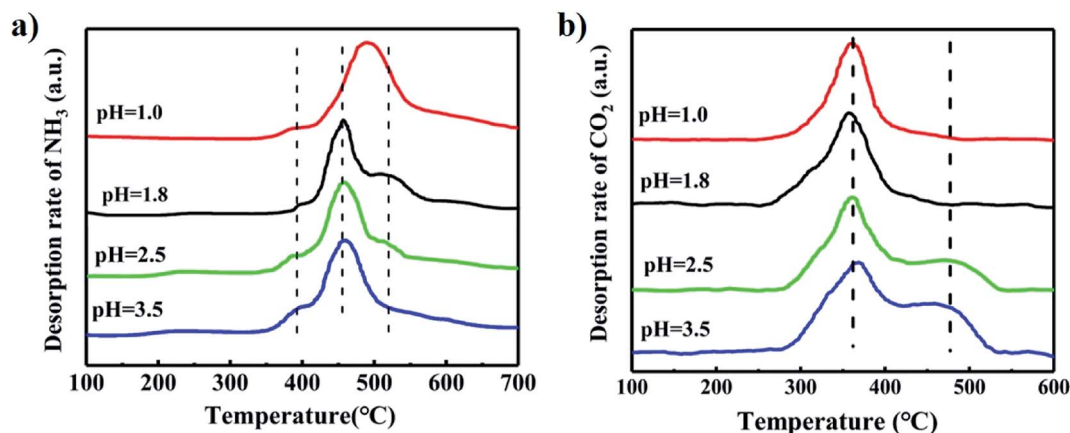 a)
Desorption rate of NH₃ (a.u.)
pH=1.0
pH=1.8
pH=2.5
pH=3.5
100 200 300 400 500 600 700
Temperature(°C)
b)
Desorption rate of CO₂ (a.u.)
pH=1.0
pH=1.8
pH=2.5
pH=3.5
100 200 300 400 500 600
Temperature (°C)